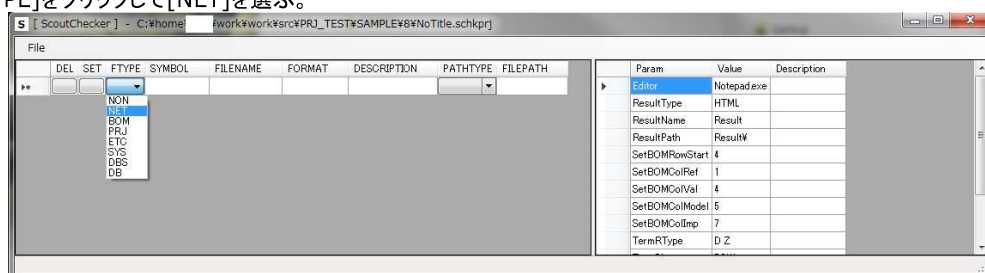 PE]をクリックして[NET]を選ぶ。
S [ ScoutChecker ] - C:¥home¥ ¥work¥work¥src¥PRJ_TEST¥SAMPLE¥8¥NoTitle.schkprj
File
DEL SET FTYPE SYMBOL FILENAME FORMAT DESCRIPTION PATHTYPE FILEPATH
NON
NET
BOM
PRJ
ETC
SYS
DBS
DB
Param Value Description
Editor Notepad.exe
ResultType HTML
ResultName Result
ResultPath Result¥
SetBOMRowStart 4
SetBOMColRef 1
SetBOMColVal 4
SetBOMColModel 5
SetBOMColImp 7
TermRType D Z